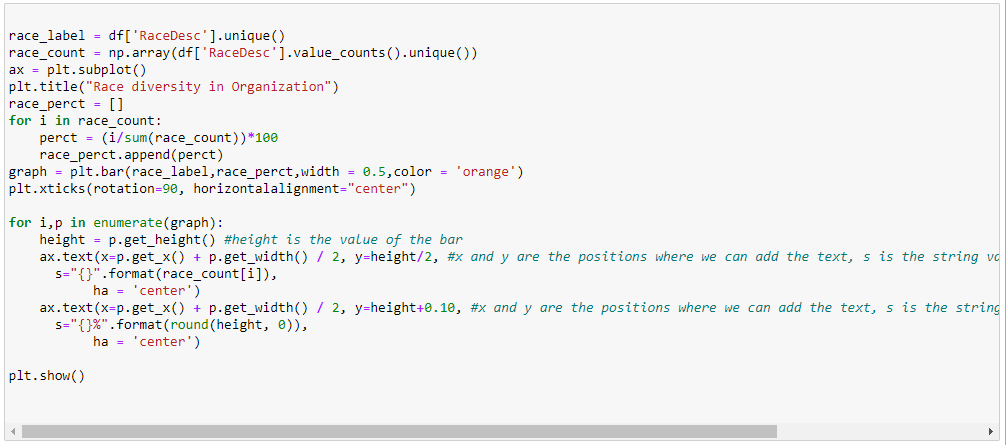 race_label = df['RaceDesc'].unique()
race_count = np.array(df['RaceDesc'].value_counts().unique())
ax = plt.subplot()
plt.title("Race diversity in Organization")
race_perct = []
for i in race_count:
    perct = (i/sum(race_count))*100
    race_perct.append(perct)
graph = plt.bar(race_label,race_perct,width = 0.5,color = 'orange')
plt.xticks(rotation=90, horizontalalignment="center")
for i,p in enumerate(graph):
    height = p.get_height() #height is the value of the bar
    ax.text(x=p.get_x() + p.get_width() / 2, y=height/2, #x and y are the positions where we can add the text, s is the string
      s="{}".format(race_count[i]),
           ha = 'center')
    ax.text(x=p.get_x() + p.get_width() / 2, y=height+0.10, #x and y are the positions where we can add the text, s is the string
      s="{}%".format(round(height, 0)),
           ha = 'center')
plt.show()